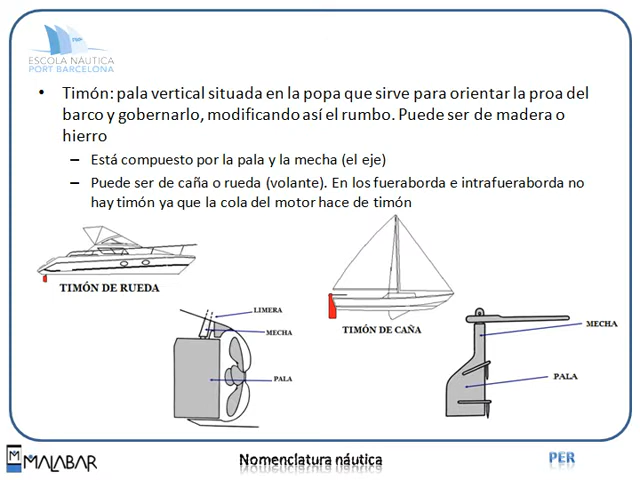 ESCOLA NÁUTICA
PORT BARCELONA
• Timón: pala vertical situada en la popa que sirve para orientar la proa del
barco y gobernarlo, modificando así el rumbo. Puede ser de madera o
hierro
– Está compuesto por la pala y la mecha (el eje)
– Puede ser de caña o rueda (volante). En los fueraborda e intrafueraborda no
hay timón ya que la cola del motor hace de timón
TIMÓN DE RUEDA
LIMERA
MECHA
PALA
TIMÓN DE CAÑA
MECHA
PALA
MALABAR
Nomenclatura náutica
PER